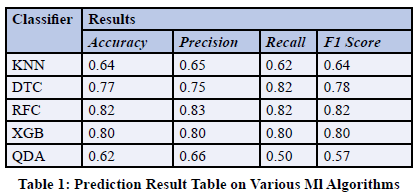 Classifier Results
Accuracy Precision Recall F1 Score
KNN 0.64 0.65 0.62 0.64
DTC 0.77 0.75 0.82 0.78
RFC 0.82 0.83 0.82 0.82
XGB 0.80 0.80 0.80 0.80
QDA 0.62 0.66 0.50 0.57
Table 1: Prediction Result Table on Various Ml Algorithms